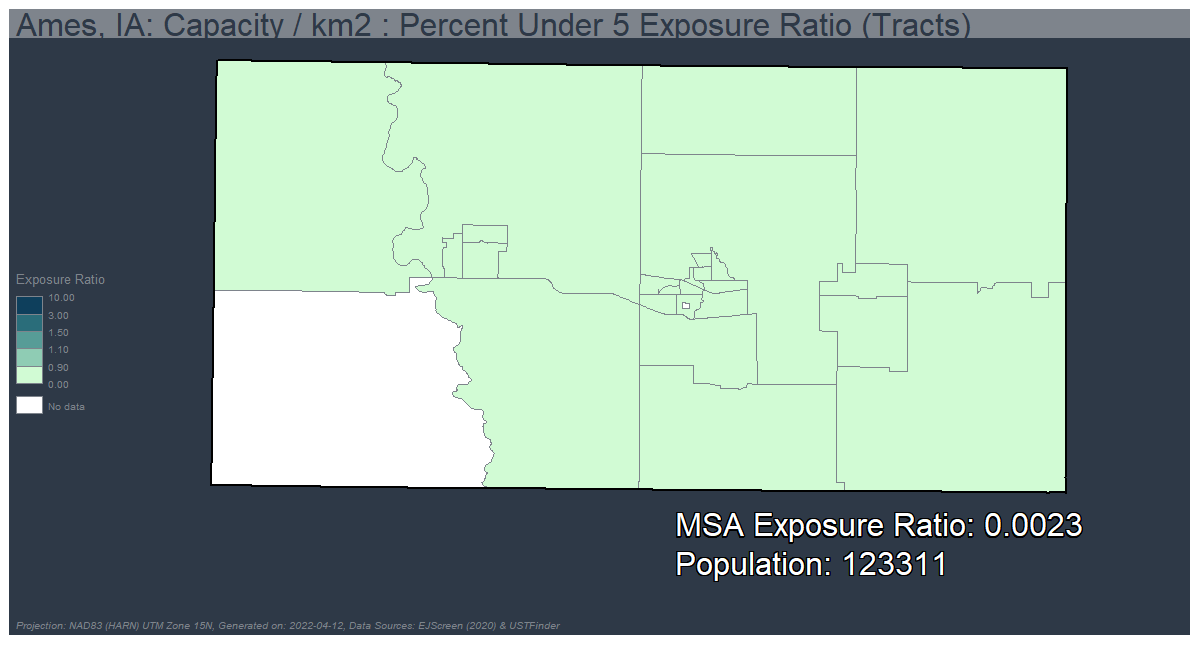 Ames, IA: Capacity / km2 : Percent Under 5 Exposure Ratio (Tracts)
Exposure Ratio
10.00
3.00
1.50
1.10
0.90
0.00
No data
MSA Exposure Ratio: 0.0023
Population: 123311
Projection: NAD83 (HARN) UTM Zone 15N, Generated on: 2022-04-12, Data Sources: EJScreen (2020) & USTFinder